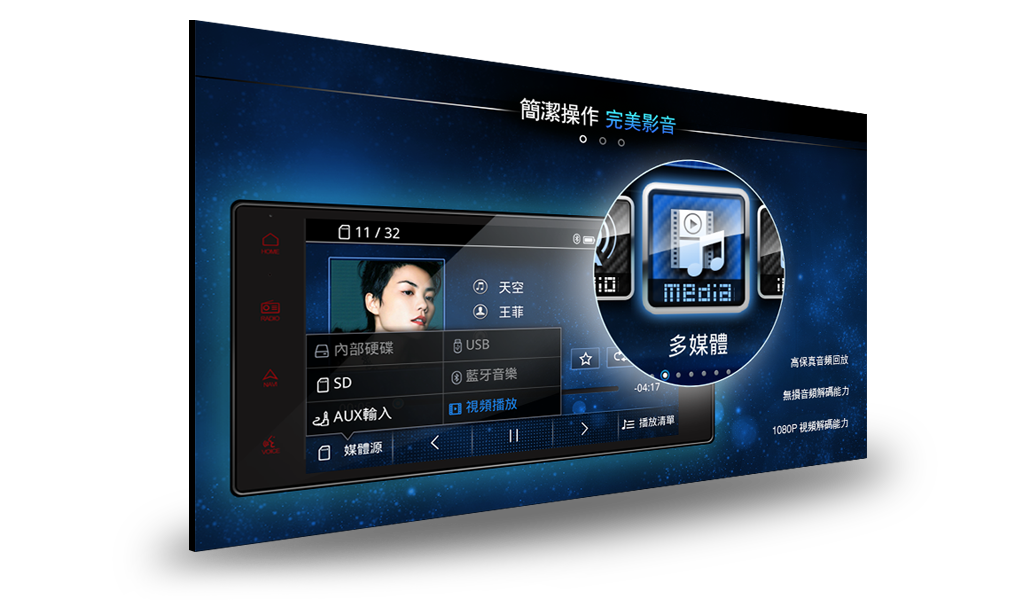 簡潔操作 完美影音
11 / 32
HOME
RADIO
NAVI
VOICE
天空
王菲
內部硬碟
USB
SD
藍牙音樂
AUX輸入
視頻播放
媒體源
播放清單
-04:17
media
多媒體
高保真音頻回放
無損音頻解碼能力
1080P 視頻解碼能力